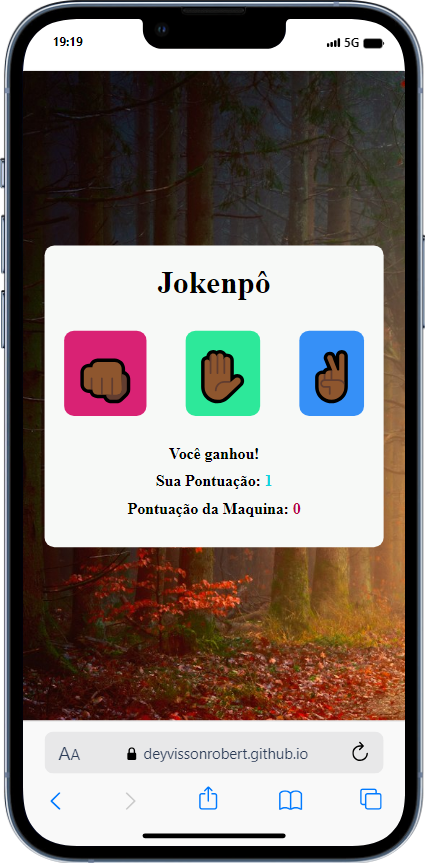 19:19 5G
Jokenpô
Você ganhou!
Sua Pontuação: 1
Pontuação da Maquina: 0
AA deyvissonrobert.github.io